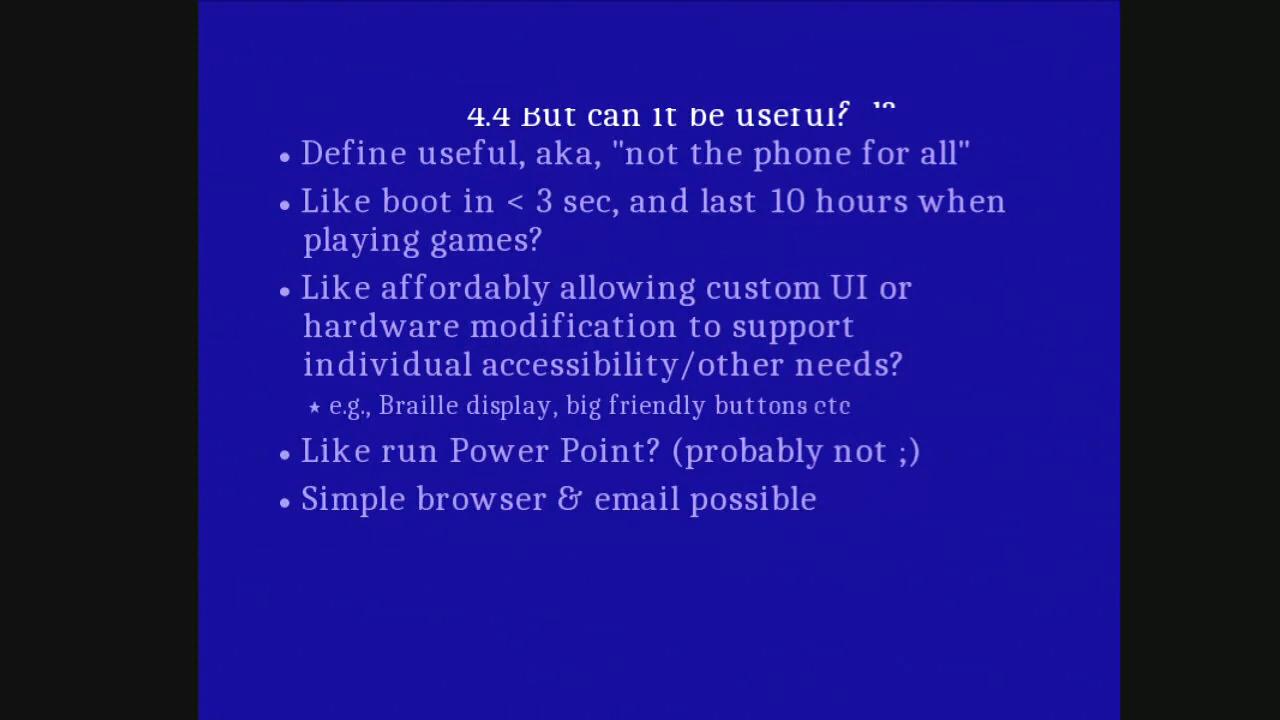 4.4 But can it be useful?
• Define useful, aka, "not the phone for all"
• Like boot in < 3 sec, and last 10 hours when
playing games?
• Like affordably allowing custom UI or
hardware modification to support
individual accessibility/other needs?
★ e.g., Braille display, big friendly buttons ctc
• Like run Power Point? (probably not ;)
• Simple browser & email possible